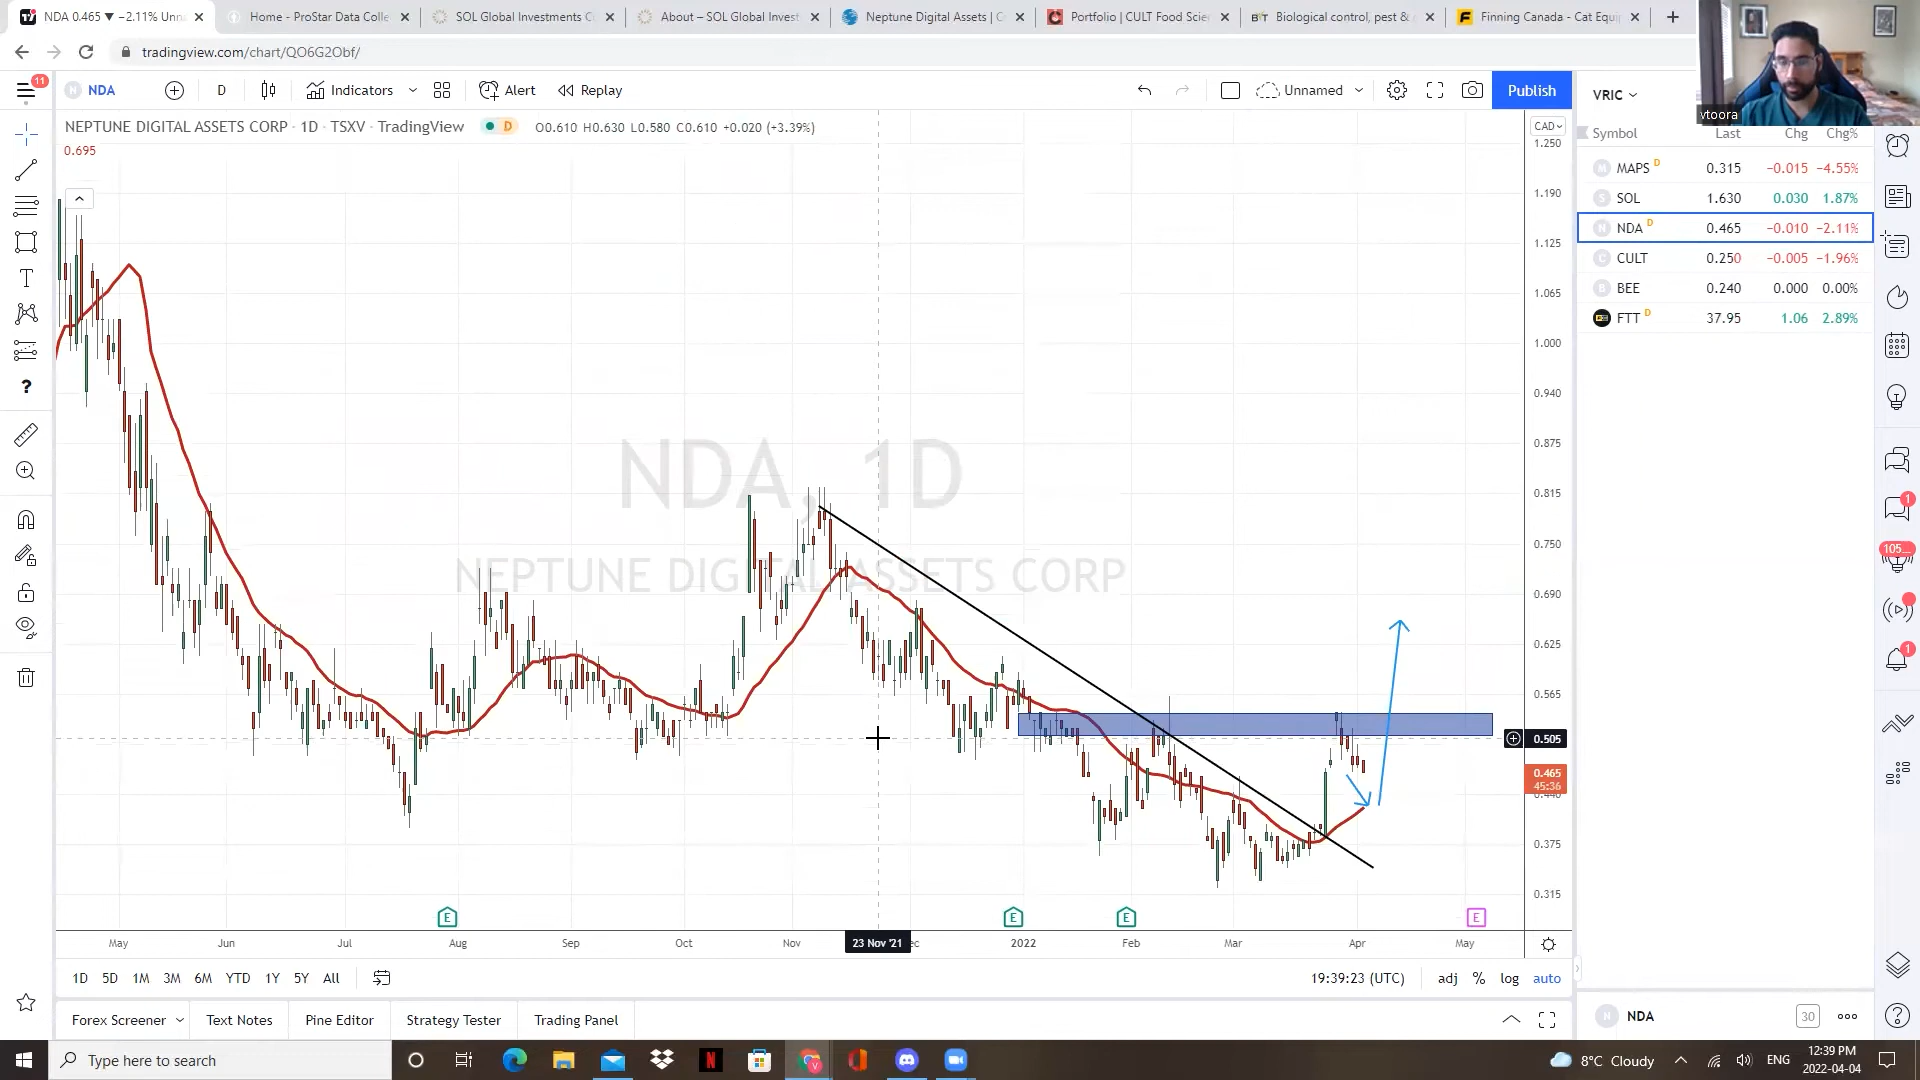 NDA 0.465 ▼ −2.11% Unna
Home - ProStar Data Colle
SOL Global Investments C
About – SOL Global Invest
Neptune Digital Assets | C
Portfolio | CULT Food Scie
Biological control, pest &
Finning Canada - Cat Equi
tradingview.com/chart/QO6G2Obf/
11
NDA
D
Indicators
Alert
Replay
Unnamed
Publish
VRIC
vtoora
NEPTUNE DIGITAL ASSETS CORP · 1D · TSXV · TradingView
D
O0.610 H0.630 L0.580 C0.610 +0.020 (+3.39%)
0.695
CAD
Symbol Last Chg Chg%
MAPS D 0.315 −0.015 −4.55%
SOL 1.630 0.030 1.87%
NDA D 0.465 −0.010 −2.11%
CULT 0.250 −0.005 −1.96%
BEE 0.240 0.000 0.00%
FTT D 37.95 1.06 2.89%
1.250
1.190
1.125
1.065
1.000
0.940
0.875
0.815
0.750
0.690
0.625
0.565
0.505
0.465
45:36
0.440
0.375
0.315
NDA, 1D
NEPTUNE DIGITAL ASSETS CORP
E
E
E
E
May Jun Jul Aug Sep Oct Nov 23 Nov '21 ec 2022 Feb Mar Apr May
1D 5D 1M 3M 6M YTD 1Y 5Y All
19:39:23 (UTC)
adj % log auto
Forex Screener Text Notes Pine Editor Strategy Tester Trading Panel
NDA
30
1
105
1
Type here to search
8°C Cloudy
ENG
12:39 PM
2022-04-04